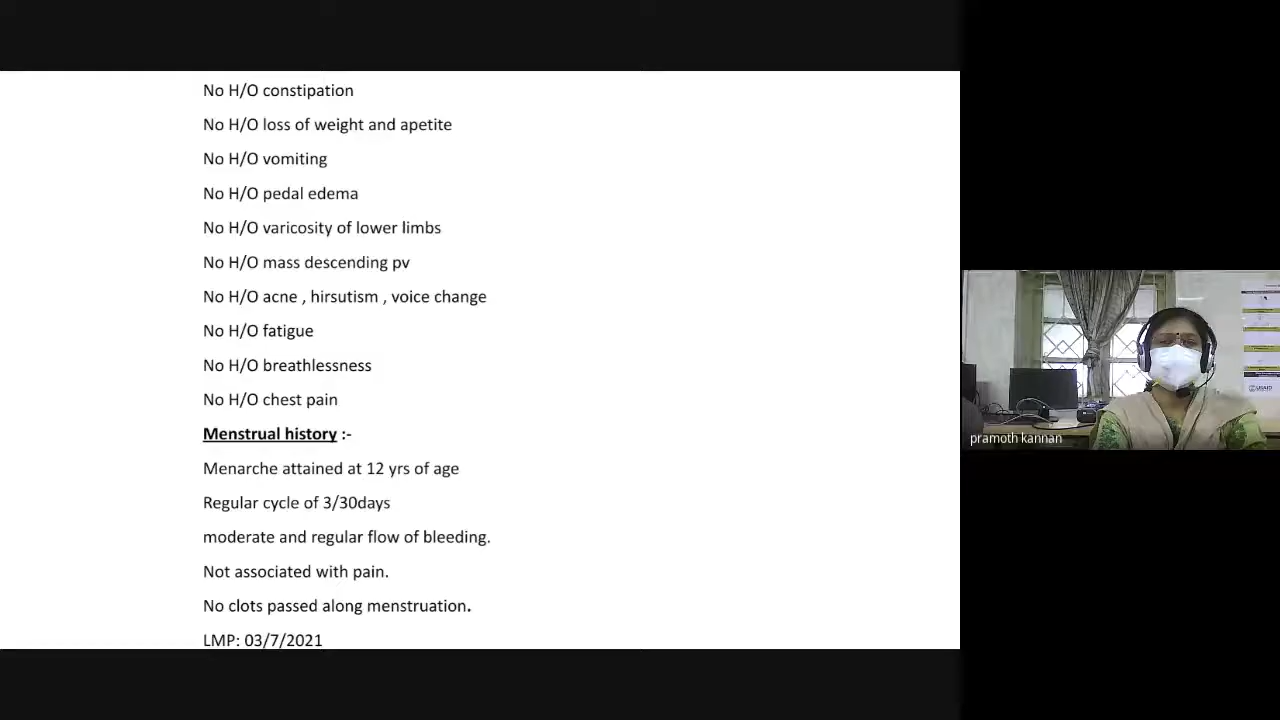 No H/O constipation
No H/O loss of weight and apetite
No H/O vomiting
No H/O pedal edema
No H/O varicosity of lower limbs
No H/O mass descending pv
No H/O acne , hirsutism , voice change
No H/O fatigue
No H/O breathlessness
No H/O chest pain
Menstrual history :-
Menarche attained at 12 yrs of age
Regular cycle of 3/30days
moderate and regular flow of bleeding.
Not associated with pain.
No clots passed along menstruation.
LMP: 03/7/2021
pramoth kannan
USAID